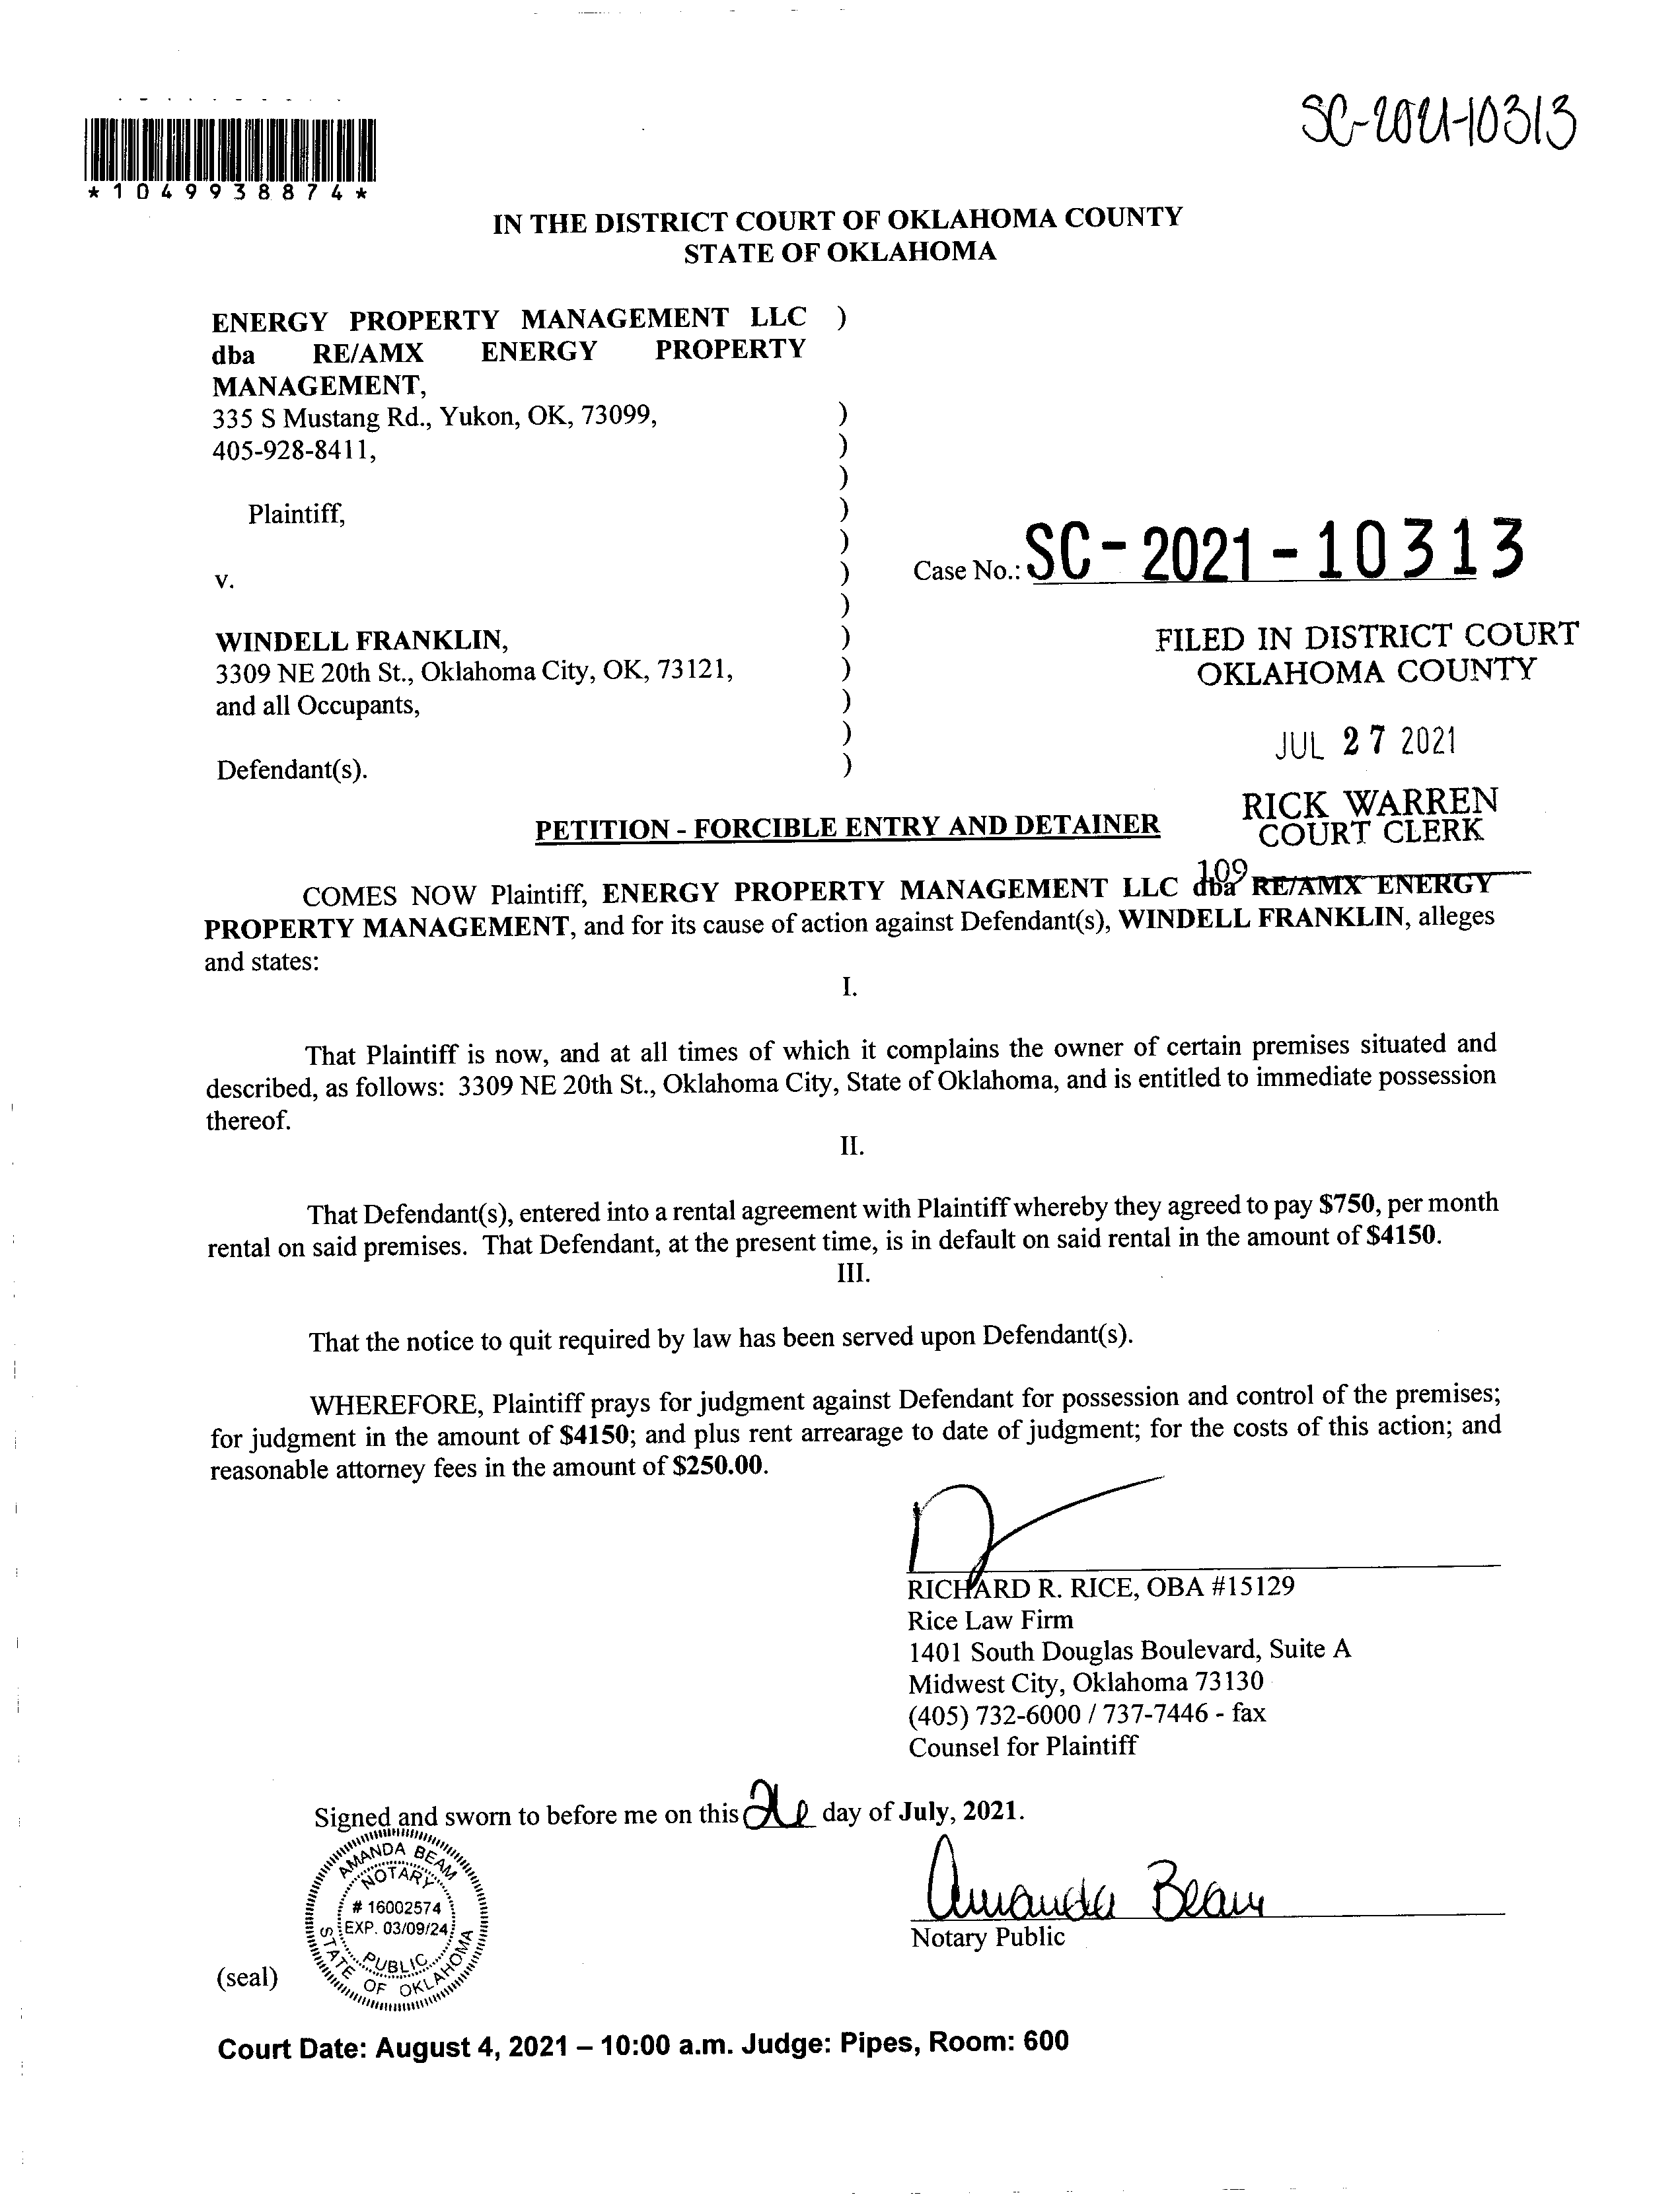 SC-2021-10313
*1049938874*
IN THE DISTRICT COURT OF OKLAHOMA COUNTY
STATE OF OKLAHOMA
ENERGY PROPERTY MANAGEMENT LLC )
dba RE/AMX ENERGY PROPERTY
MANAGEMENT,
335 S Mustang Rd., Yukon, OK, 73099, )
405-928-8411, )
)
Plaintiff, )
)
v. ) Case No.: SC-2021-10313
)
WINDELL FRANKLIN, ) FILED IN DISTRICT COURT
3309 NE 20th St., Oklahoma City, OK, 73121, ) OKLAHOMA COUNTY
and all Occupants, )
) JUL 27 2021
Defendant(s). )
RICK WARREN
PETITION - FORCIBLE ENTRY AND DETAINER COURT CLERK
109
COMES NOW Plaintiff, ENERGY PROPERTY MANAGEMENT LLC dba RE/AMX ENERGY
PROPERTY MANAGEMENT, and for its cause of action against Defendant(s), WINDELL FRANKLIN, alleges
and states:
I.
That Plaintiff is now, and at all times of which it complains the owner of certain premises situated and
described, as follows: 3309 NE 20th St., Oklahoma City, State of Oklahoma, and is entitled to immediate possession
thereof.
II.
That Defendant(s), entered into a rental agreement with Plaintiff whereby they agreed to pay $750, per month
rental on said premises. That Defendant, at the present time, is in default on said rental in the amount of $4150.
III.
That the notice to quit required by law has been served upon Defendant(s).
WHEREFORE, Plaintiff prays for judgment against Defendant for possession and control of the premises;
for judgment in the amount of $4150; and plus rent arrearage to date of judgment; for the costs of this action; and
reasonable attorney fees in the amount of $250.00.
RICHARD R. RICE, OBA #15129
Rice Law Firm
1401 South Douglas Boulevard, Suite A
Midwest City, Oklahoma 73130
(405) 732-6000 / 737-7446 - fax
Counsel for Plaintiff
Signed and sworn to before me on this 26 day of July, 2021.
AMANDA BEAM
NOTARY
# 16002574
EXP. 03/09/24
PUBLIC
STATE OF OKLAHOMA
Amanda Beam
Notary Public
(seal)
Court Date: August 4, 2021 – 10:00 a.m. Judge: Pipes, Room: 600